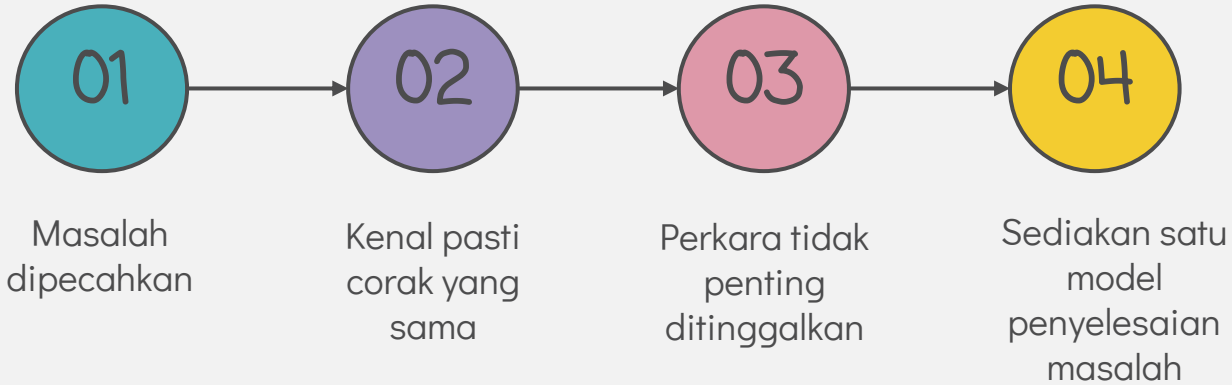 01
02
03
04
Masalah
dipecahkan
Kenal pasti
corak yang
sama
Perkara tidak
penting
ditinggalkan
Sediakan satu
model
penyelesaian
masalah